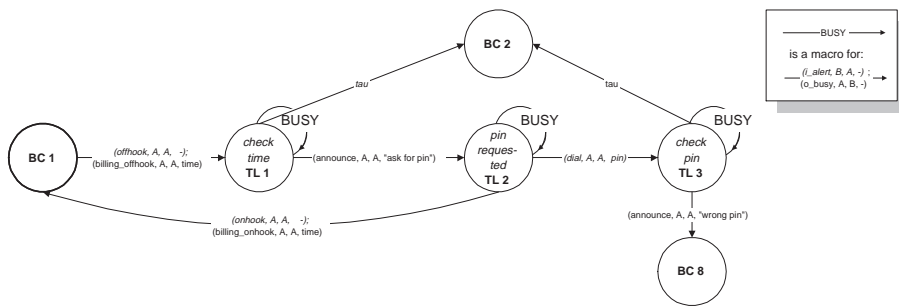 BC 2
BUSY
is a macro for:
(i_alert, B, A, -) ;
(o_busy, A, B, -)
tau
tau
BUSY
BUSY
BUSY
BC 1
(offhook, A, A, -);
(billing_offhook, A, A, time)
check
time
TL 1
(announce, A, A, "ask for pin")
pin
reques-
ted
TL 2
(dial, A, A, pin)
check
pin
TL 3
(onhook, A, A, -);
(billing_onhook, A, A, time)
(announce, A, A, "wrong pin")
BC 8